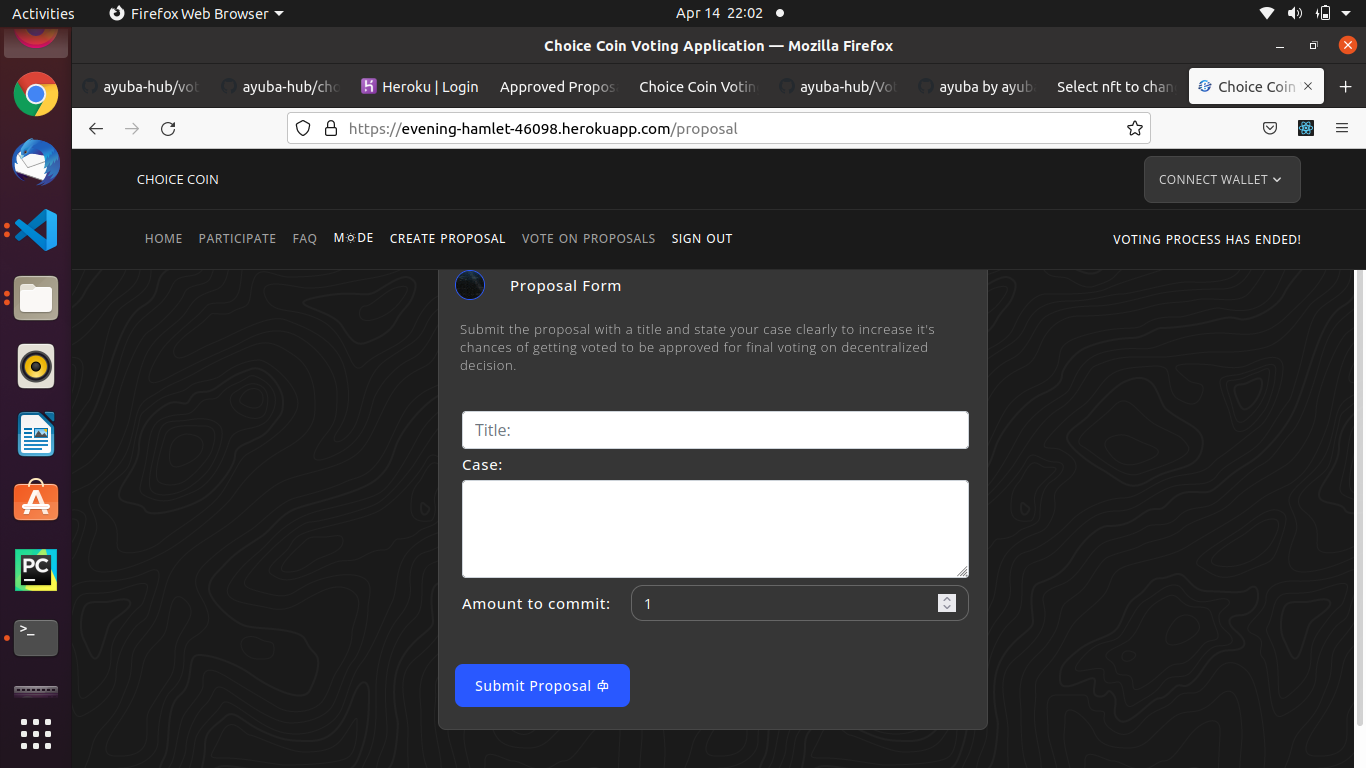 Activities
Firefox Web Browser
Apr 14 22:02
Choice Coin Voting Application — Mozilla Firefox
ayuba-hub/vot
ayuba-hub/cho
Heroku | Login
Approved Propos
Choice Coin Votin
ayuba-hub/Vot
ayuba by ayub
Select nft to chan
Choice Coin
https://evening-hamlet-46098.herokuapp.com/proposal
CHOICE COIN
CONNECT WALLET
HOME
PARTICIPATE
FAQ
M☼DE
CREATE PROPOSAL
VOTE ON PROPOSALS
SIGN OUT
VOTING PROCESS HAS ENDED!
Proposal Form
Submit the proposal with a title and state your case clearly to increase it's
chances of getting voted to be approved for final voting on decentralized
decision.
Title:
Case:
Amount to commit:
1
Submit Proposal
PC
>_